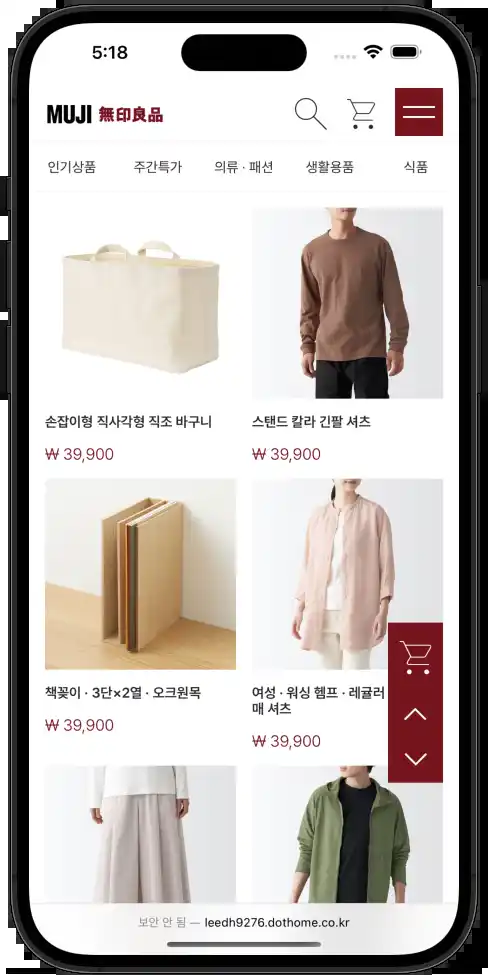 5:18
MUJI 無印良品
인기상품 주간특가 의류 · 패션 생활용품 식품
손잡이형 직사각형 직조 바구니
스탠드 칼라 긴팔 셔츠
₩ 39,900
₩ 39,900
책꽂이 · 3단×2열 · 오크원목
여성 · 워싱 헴프 · 레귤러
매 셔츠
₩ 39,900
₩ 39,900
보안 안 됨 — leedh9276.dothome.co.kr